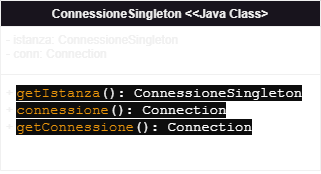 ConnessioneSingleton <<Java Class>>
- istanza: ConnessioneSingleton
- conn: Connection
+ getIstanza(): ConnessioneSingleton
+ connessione(): Connection
+ getConnessione(): Connection